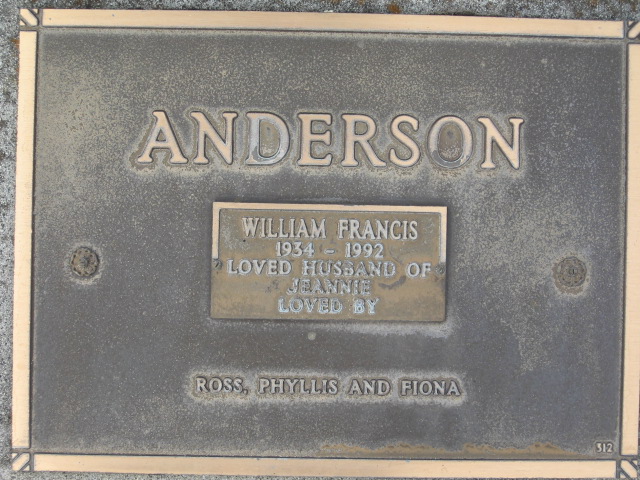 ANDERSON
WILLIAM FRANCIS
1934 - 1992
LOVED HUSBAND OF
JEANNIE
LOVED BY
ROSS, PHYLLIS AND FIONA
312